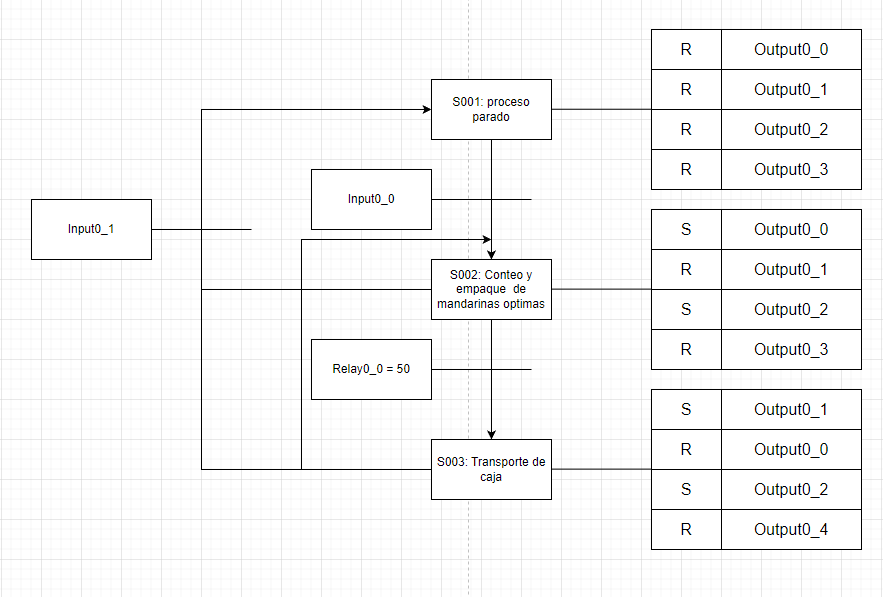 S001: proceso
parado
R Output0_0
R Output0_1
R Output0_2
R Output0_3
Input0_1
Input0_0
S002: Conteo y
empaque de
mandarinas optimas
S Output0_0
R Output0_1
S Output0_2
R Output0_3
Relay0_0 = 50
S003: Transporte de
caja
S Output0_1
R Output0_0
S Output0_2
R Output0_4